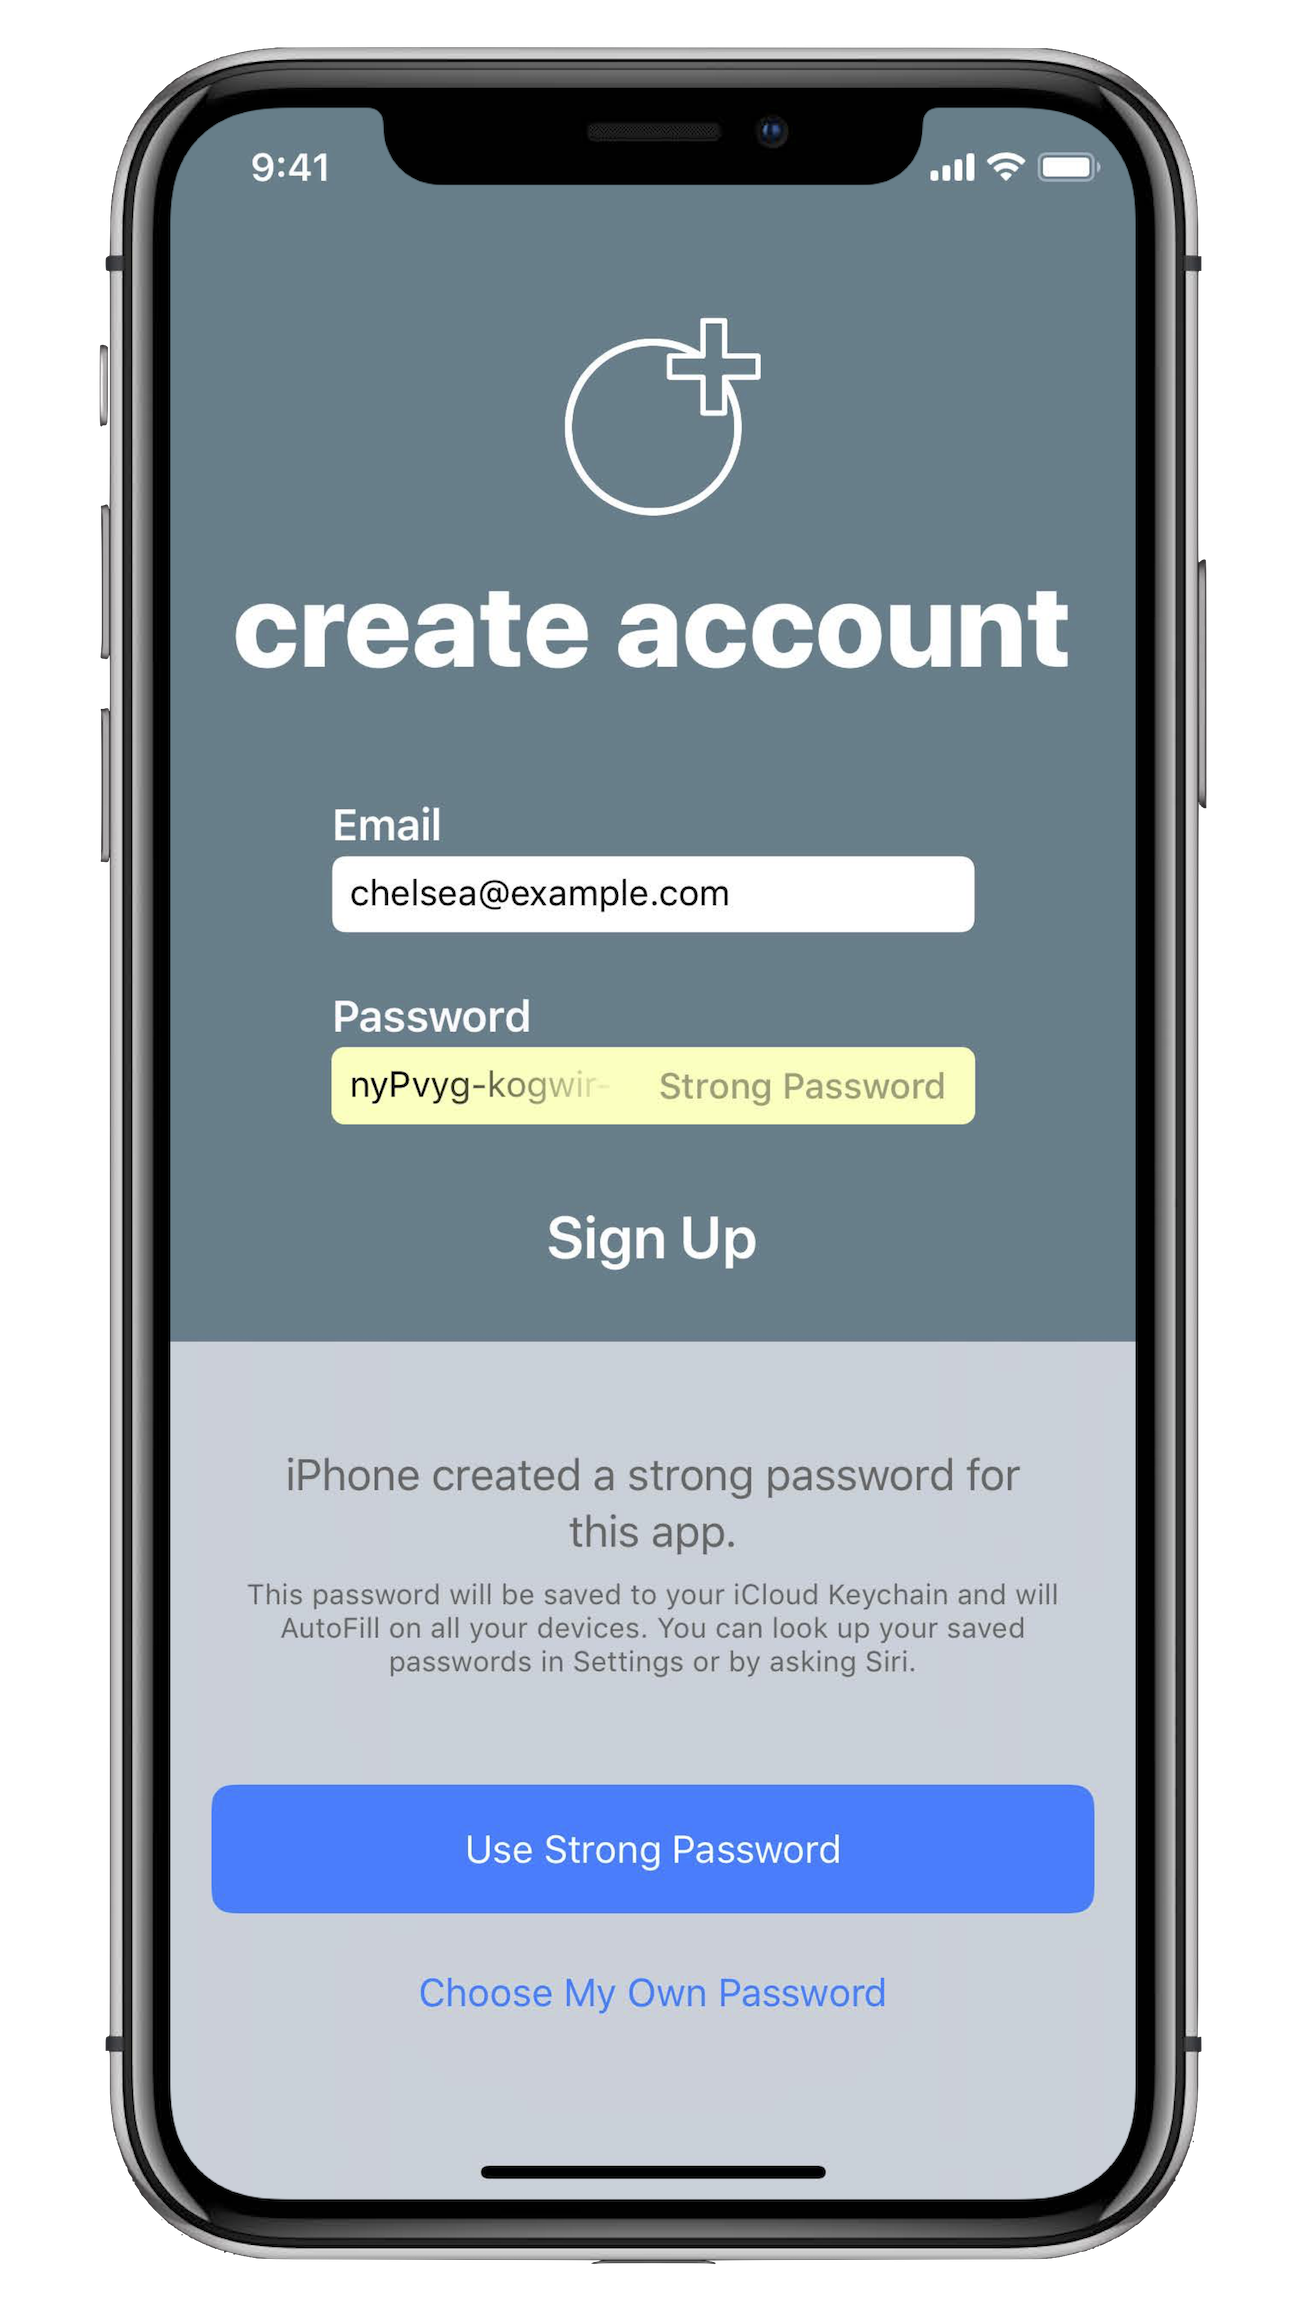 9:41
create account
Email
chelsea@example.com
Password
nyPvyg-kogwir- Strong Password
Sign Up
iPhone created a strong password for
this app.
This password will be saved to your iCloud Keychain and will
AutoFill on all your devices. You can look up your saved
passwords in Settings or by asking Siri.
Use Strong Password
Choose My Own Password